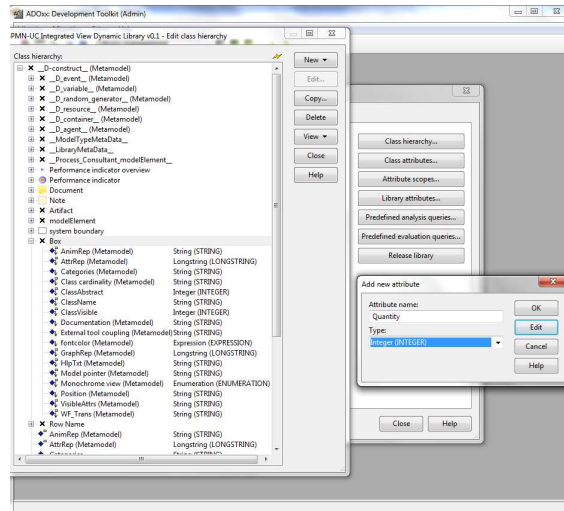 ADOxx: Development Toolkit (Admin)
PMN-UC Integrated View Dynamic Library v0.1 - Edit class hierarchy
Class hierarchy:
__D-construct__ (Metamodel)
__D_event__ (Metamodel)
__D_variable__ (Metamodel)
__D_random_generator__ (Metamodel)
__D_resource__ (Metamodel)
__D_container__ (Metamodel)
__D_agent__ (Metamodel)
__ModelTypeMetaData__
__LibraryMetaData__
__Process_Consultant_modelElement__
Performance indicator overview
Performance indicator
Document
Note
Artifact
modelElement
system boundary
Box
AnimRep (Metamodel) String (STRING)
AttrRep (Metamodel) Longstring (LONGSTRING)
Categories (Metamodel) String (STRING)
Class cardinality (Metamodel) String (STRING)
ClassAbstract Integer (INTEGER)
ClassName String (STRING)
ClassVisible Integer (INTEGER)
Documentation (Metamodel) String (STRING)
External tool coupling (Metamodel) String (STRING)
fontcolor (Metamodel) Expression (EXPRESSION)
GraphRep (Metamodel) Longstring (LONGSTRING)
HlpTxt (Metamodel) String (STRING)
Model pointer (Metamodel) String (STRING)
Monochrome view (Metamodel) Enumeration (ENUMERATION)
Position (Metamodel) String (STRING)
VisibleAttrs (Metamodel) String (STRING)
WF_Trans (Metamodel) String (STRING)
Row Name
AnimRep (Metamodel) String (STRING)
AttrRep (Metamodel) Longstring (LONGSTRING)
New
Edit...
Copy...
Delete
View
Close
Help
Class hierarchy...
Class attributes...
Attribute scopes...
Library attributes...
Predefined analysis queries...
Predefined evaluation queries...
Release library
Add new attribute
Attribute name:
Quantity
Type:
Integer (INTEGER)
OK
Edit
Cancel
Help
Close
Help